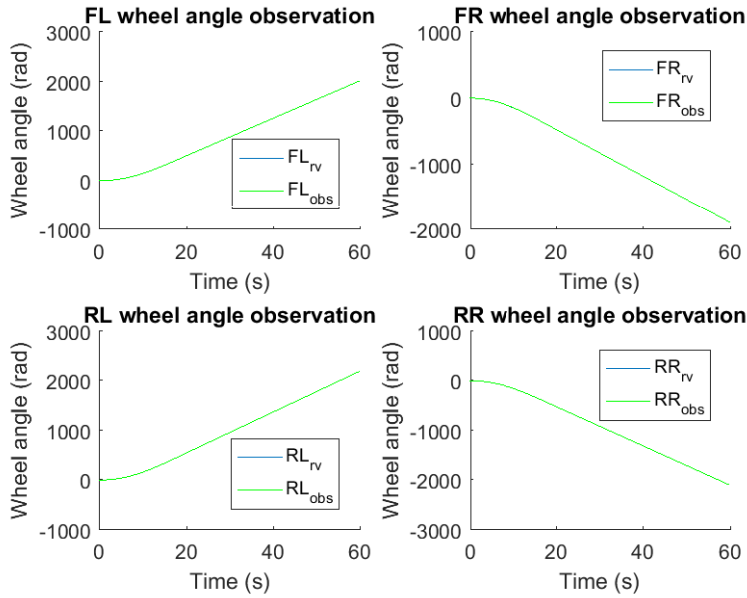 FL wheel angle observation
3000
2000
1000
0
-1000
Wheel angle (rad)
FL_rv
FL_obs
0 20 40 60
Time (s)
FR wheel angle observation
1000
0
-1000
-2000
Wheel angle (rad)
FR_rv
FR_obs
0 20 40 60
Time (s)
RL wheel angle observation
3000
2000
1000
0
-1000
Wheel angle (rad)
RL_rv
RL_obs
0 20 40 60
Time (s)
RR wheel angle observation
1000
0
-1000
-2000
-3000
Wheel angle (rad)
RR_rv
RR_obs
0 20 40 60
Time (s)